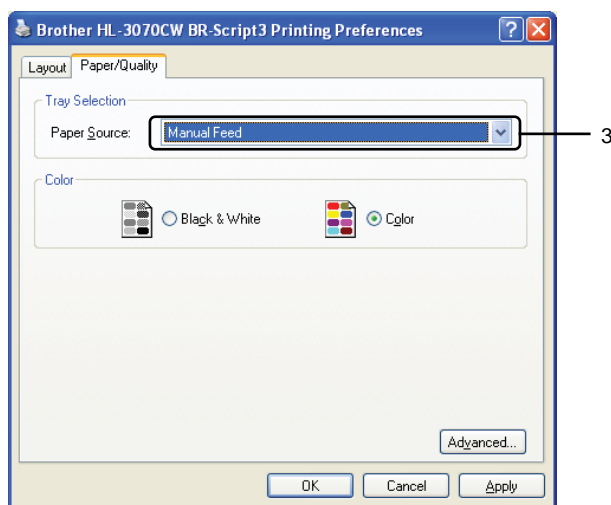 Brother HL-3070CW BR-Script3 Printing Preferences
Layout Paper/Quality
Tray Selection
Paper Source: Manual Feed 3
Color
Black & White Color
Advanced...
OK Cancel Apply